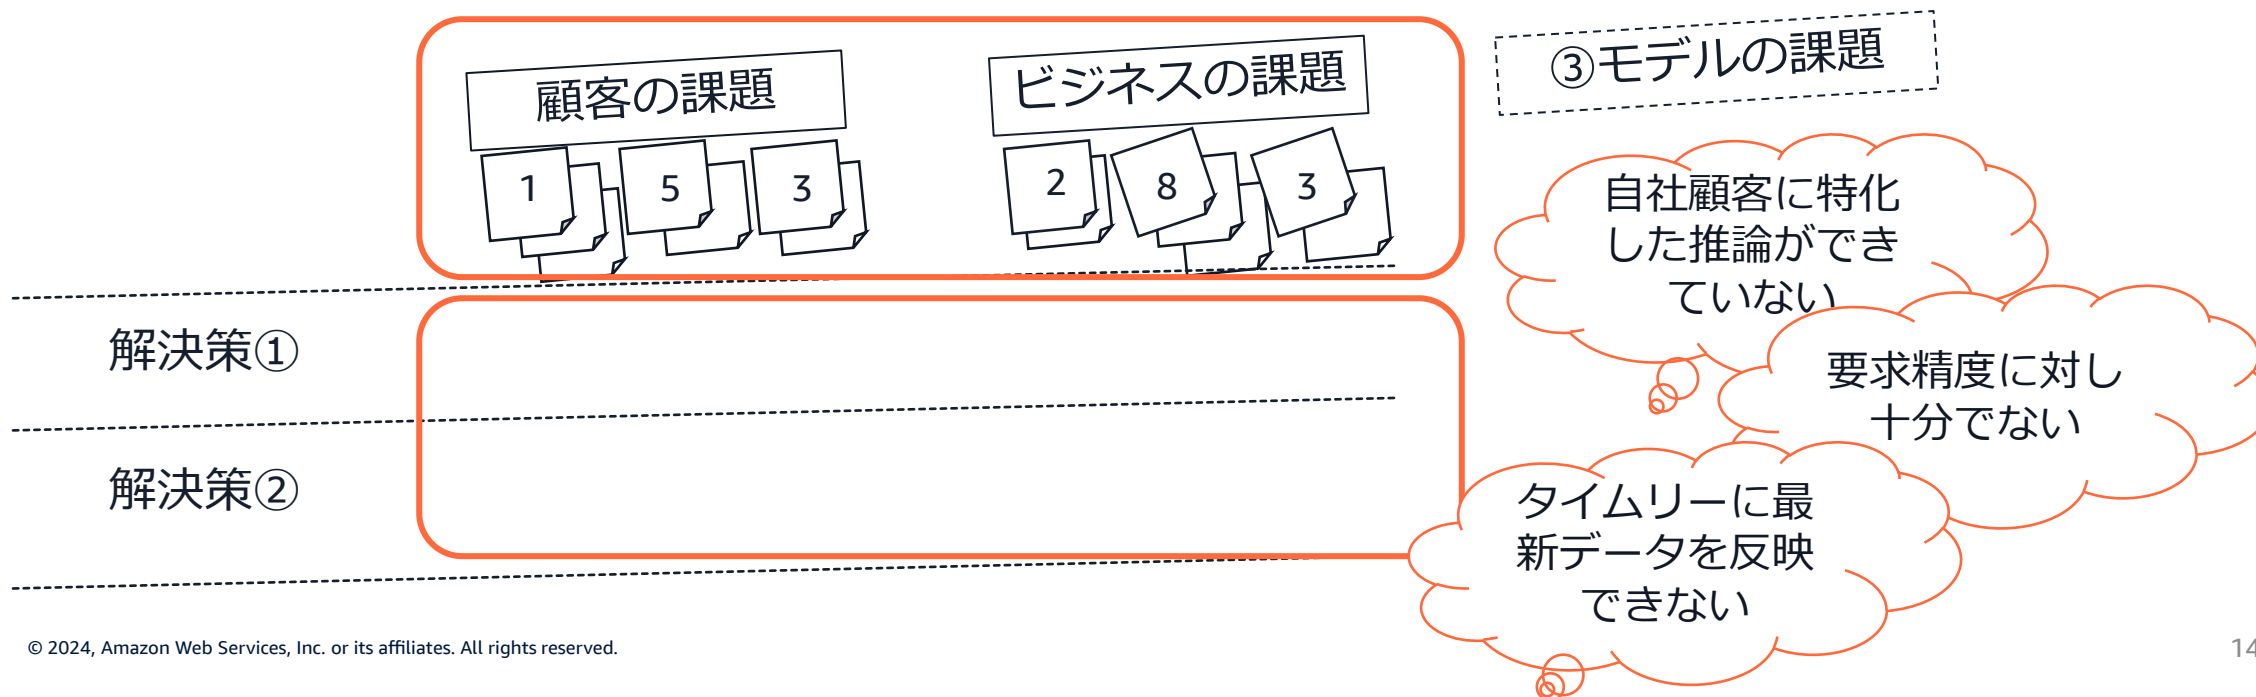 顧客の課題
ビジネスの課題
③モデルの課題
1
5
3
2
8
3
自社顧客に特化
した推論ができ
ていない
解決策①
要求精度に対し
十分でない
解決策②
タイムリーに最
新データを反映
できない
© 2024, Amazon Web Services, Inc. or its affiliates. All rights reserved.
14